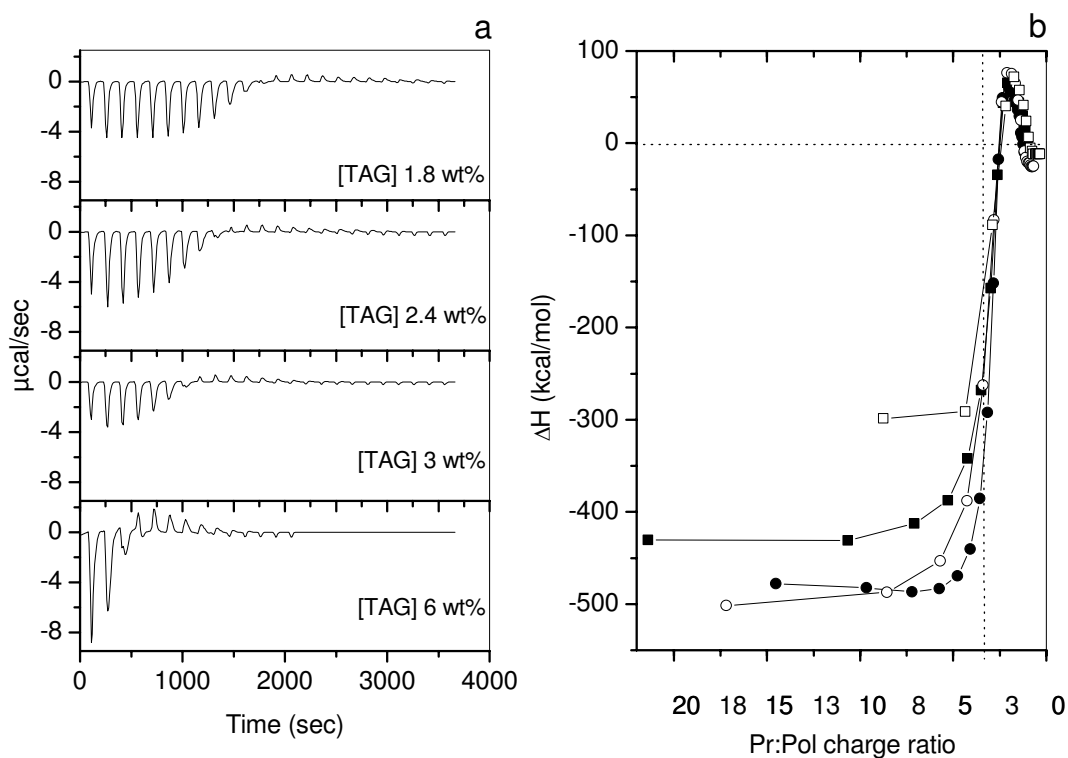 a
0
-4
-8
[TAG] 1.8 wt%
0
-4
-8
[TAG] 2.4 wt%
0
-4
-8
[TAG] 3 wt%
0
-4
-8
[TAG] 6 wt%
µcal/sec
0 1000 2000 3000 4000
Time (sec)
b
100
0
-100
-200
-300
-400
-500
ΔH (kcal/mol)
20 18 15 13 10 8 5 3 0
Pr:Pol charge ratio